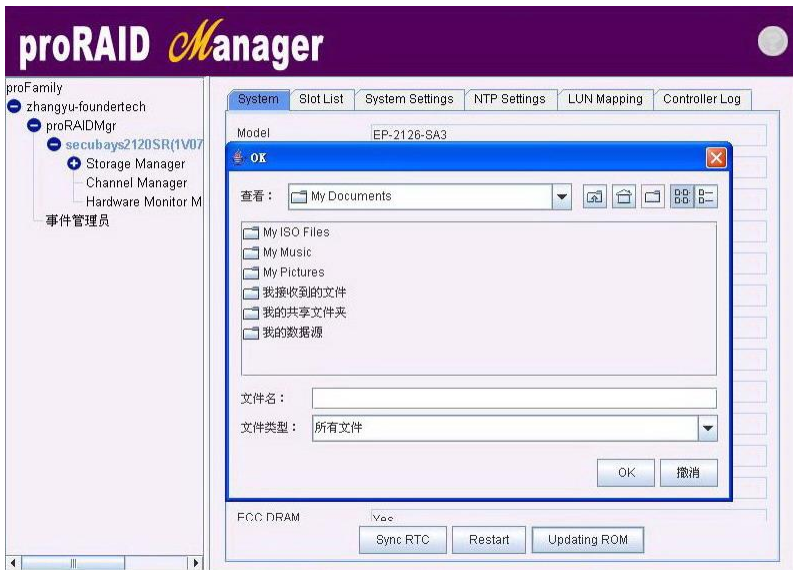 proRAID Manager
proFamily
zhangyu-foundertech
proRAIDMgr
secubays2120SR(1V07
Storage Manager
Channel Manager
Hardware Monitor M
事件管理员
System
Slot List
System Settings
NTP Settings
LUN Mapping
Controller Log
Model
EP-2126-SA3
OK
查看：
My Documents
My ISO Files
My Music
My Pictures
我接收到的文件
我的共享文件夹
我的数据源
文件名：
文件类型：
所有文件
OK
撤消
ECC DRAM
Yes
Sync RTC
Restart
Updating ROM